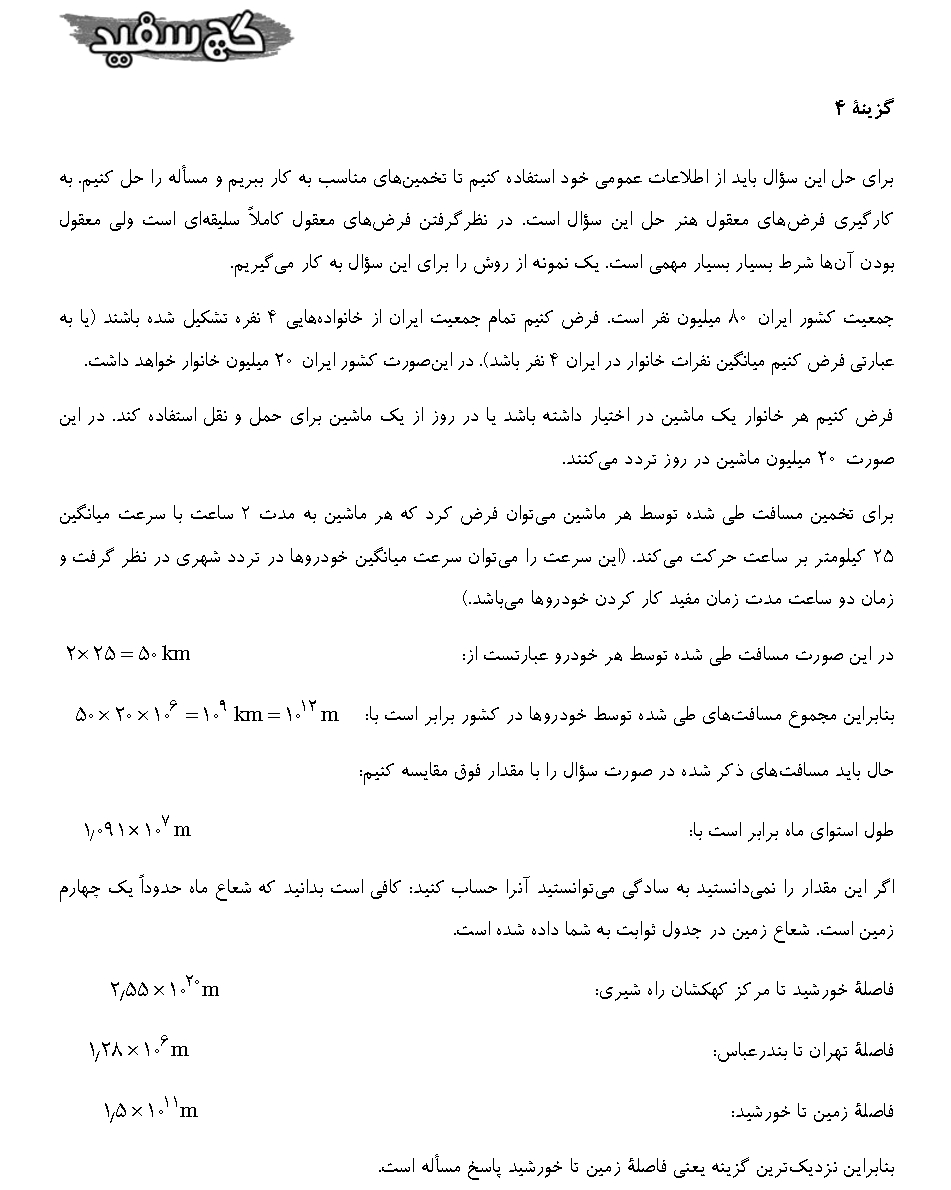 گچ سفید
گزینهٔ ۴
برای حل این سؤال باید از اطلاعات عمومی خود استفاده کنیم تا تخمین‌های مناسب به کار ببریم و مسأله را حل کنیم. به
کارگیری فرض‌های معقول هنر حل این سؤال است. در نظرگرفتن فرض‌های معقول کاملاً سلیقه‌ای است ولی معقول
بودن آن‌ها شرط بسیار بسیار مهمی است. یک نمونه از روش را برای این سؤال به کار می‌گیریم.
جمعیت کشور ایران ۸۰ میلیون نفر است. فرض کنیم تمام جمعیت ایران از خانواده‌هایی ۴ نفره تشکیل شده باشند (یا به
عبارتی فرض کنیم میانگین نفرات خانوار در ایران ۴ نفر باشد). در این‌صورت کشور ایران ۲۰ میلیون خانوار خواهد داشت.
فرض کنیم هر خانوار یک ماشین در اختیار داشته باشد یا در روز از یک ماشین برای حمل و نقل استفاده کند. در این
صورت ۲۰ میلیون ماشین در روز تردد می‌کنند.
برای تخمین مسافت طی شده توسط هر ماشین می‌توان فرض کرد که هر ماشین به مدت ۲ ساعت با سرعت میانگین
۲۵ کیلومتر بر ساعت حرکت می‌کند. (این سرعت را می‌توان سرعت میانگین خودروها در تردد شهری در نظر گرفت و
زمان دو ساعت مدت زمان مفید کار کردن خودروها می‌باشد.)
در این صورت مسافت طی شده توسط هر خودرو عبارتست از: ۲×۲۵ = ۵۰ km
بنابراین مجموع مسافت‌های طی شده توسط خودروها در کشور برابر است با: ۵۰×۲۰×۱۰^۶ = ۱۰^۹ km = ۱۰^۱۲ m
حال باید مسافت‌های ذکر شده در صورت سؤال را با مقدار فوق مقایسه کنیم:
طول استوای ماه برابر است با: ۱٫۰۹۱×۱۰^۷ m
اگر این مقدار را نمی‌دانستید به سادگی می‌توانستید آنرا حساب کنید: کافی است بدانید که شعاع ماه حدوداً یک چهارم
زمین است. شعاع زمین در جدول ثوابت به شما داده شده است.
فاصلهٔ خورشید تا مرکز کهکشان راه شیری: ۲٫۵۵×۱۰^۲۰ m
فاصلهٔ تهران تا بندرعباس: ۱٫۲۸×۱۰^۶ m
فاصلهٔ زمین تا خورشید: ۱٫۵×۱۰^۱۱ m
بنابراین نزدیک‌ترین گزینه یعنی فاصلهٔ زمین تا خورشید پاسخ مسأله است.